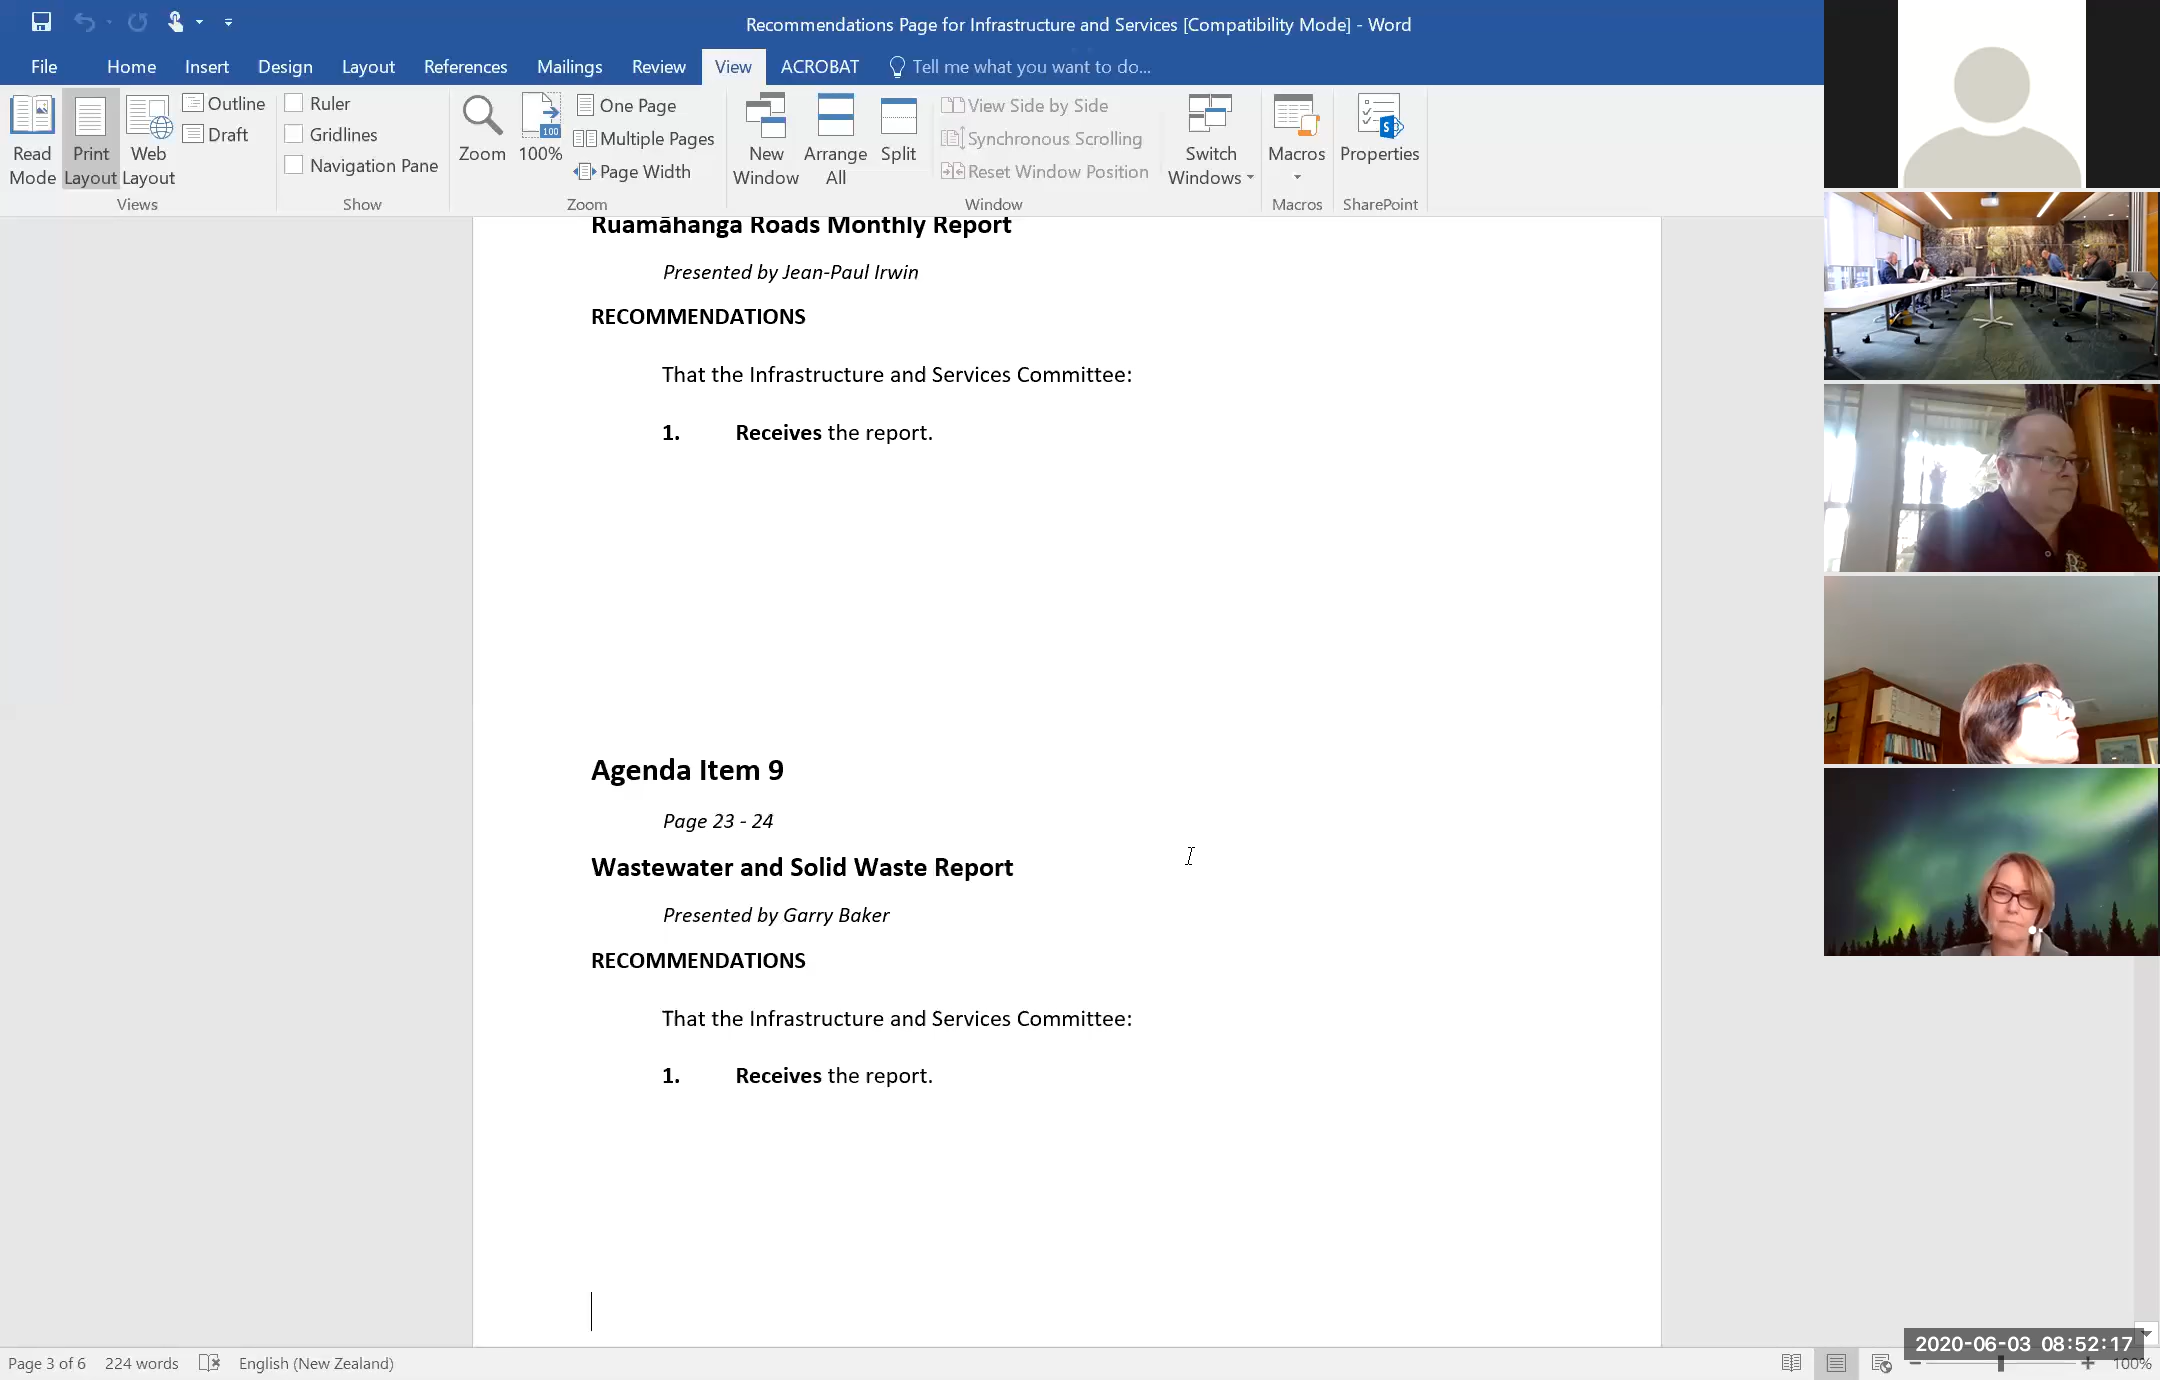 Recommendations Page for Infrastructure and Services [Compatibility Mode] - Word
File Home Insert Design Layout References Mailings Review View ACROBAT Tell me what you want to do...
Read Mode
Print Layout
Web Layout
Outline
Draft
Views
Ruler
Gridlines
Navigation Pane
Show
Zoom
100%
100
One Page
Multiple Pages
Page Width
Zoom
New Window
Arrange All
Split
View Side by Side
Synchronous Scrolling
Reset Window Position
Window
Switch Windows
Macros
Macros
Properties
SharePoint
Ruamāhanga Roads Monthly Report
Presented by Jean-Paul Irwin
RECOMMENDATIONS
That the Infrastructure and Services Committee:
1. Receives the report.
Agenda Item 9
Page 23 - 24
Wastewater and Solid Waste Report
Presented by Garry Baker
RECOMMENDATIONS
That the Infrastructure and Services Committee:
1. Receives the report.
2020-06-03 08:52:17
Page 3 of 6 224 words English (New Zealand) 100%